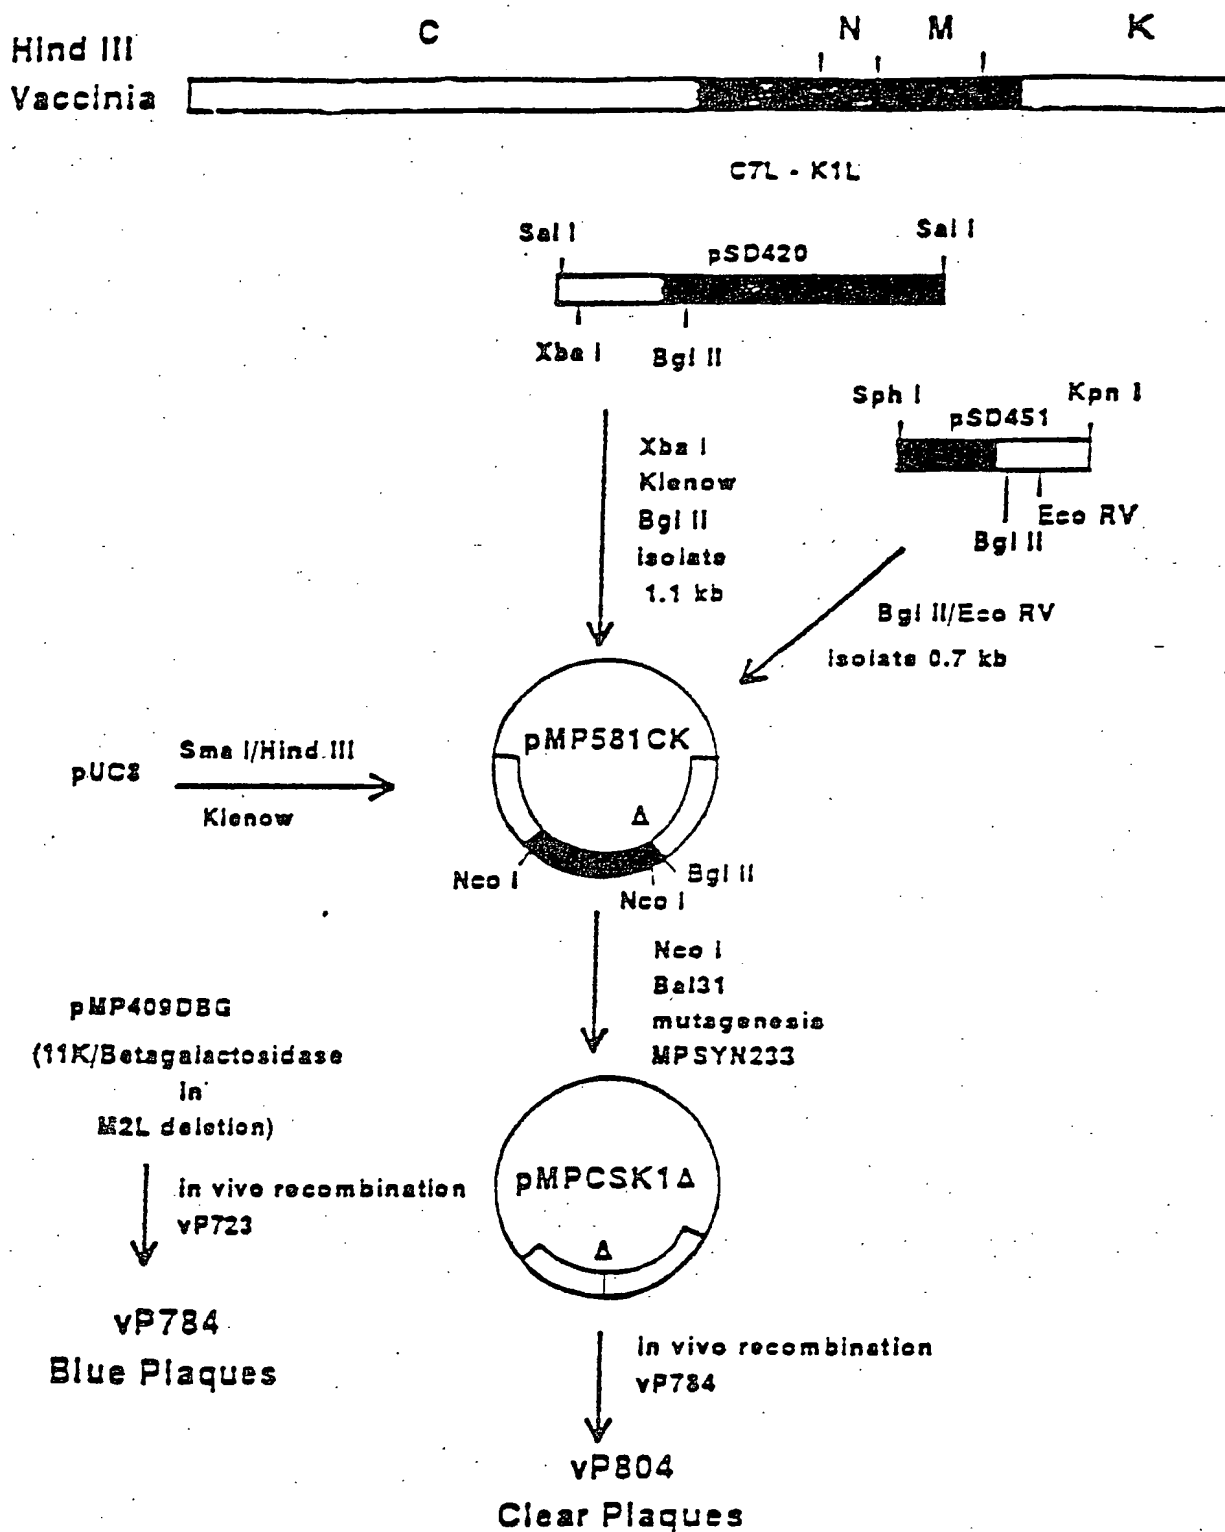 Hind III
Vaccinia
C N M K
C7L - K1L
Sal I
Sal I
pSD420
Xba I
Bgl II
Sph I
Kpn I
pSD451
Eco RV
Bgl II
Xba I
Klenow
Bgl II
isolate
1.1 kb
Bgl II/Eco RV
isolate 0.7 kb
pUC8
Sma I/Hind III
Klenow
pMP581CK
Δ
Nco I
Bgl II
Nco I
Nco I
Bal31
mutagenesis
MPSYN233
pMP409DBG
(11K/Betagalactosidase
in
M2L deletion)
in vivo recombination
vP723
vP784
Blue Plaques
pMPCSK1Δ
Δ
in vivo recombination
vP784
vP804
Clear Plaques